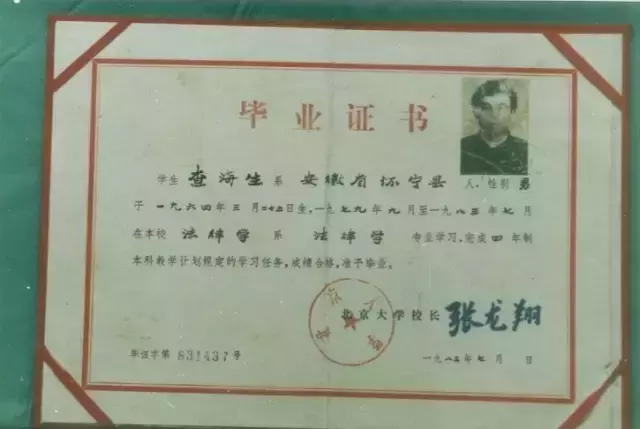 毕业证书
学生 查海生 系 安徽省怀宁县 人,性别 男
于一九六四年三月二十五日生,一九七九年九月至一九八三年七月
在本校 法律学 系 法律学 专业学习,完成四年制
本科教学计划规定的学习任务,成绩合格,准予毕业。
北京大学
北京大学校长 张龙翔
毕证字第 831437 号 一九八三年七月 日